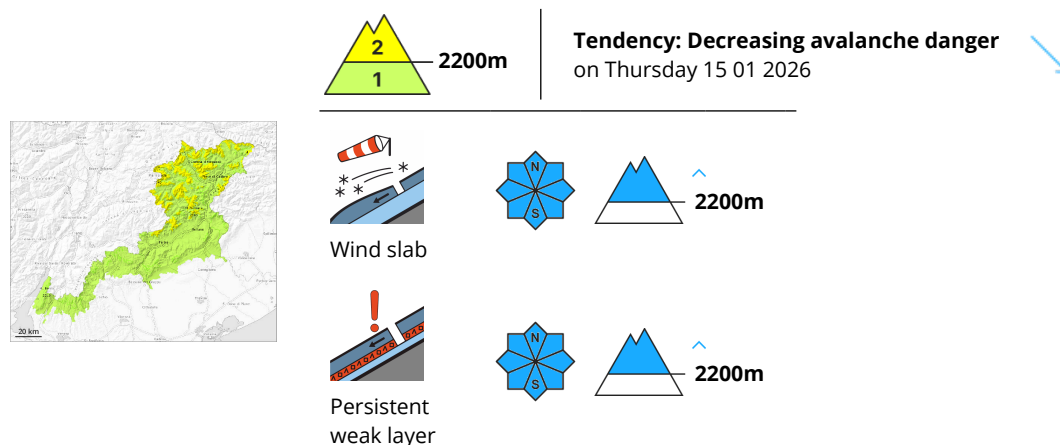 2
1
2200m
Tendency: Decreasing avalanche danger
on Thursday 15 01 2026
20 km
N
S
2200m
Wind slab
N
S
2200m
Persistent
weak layer